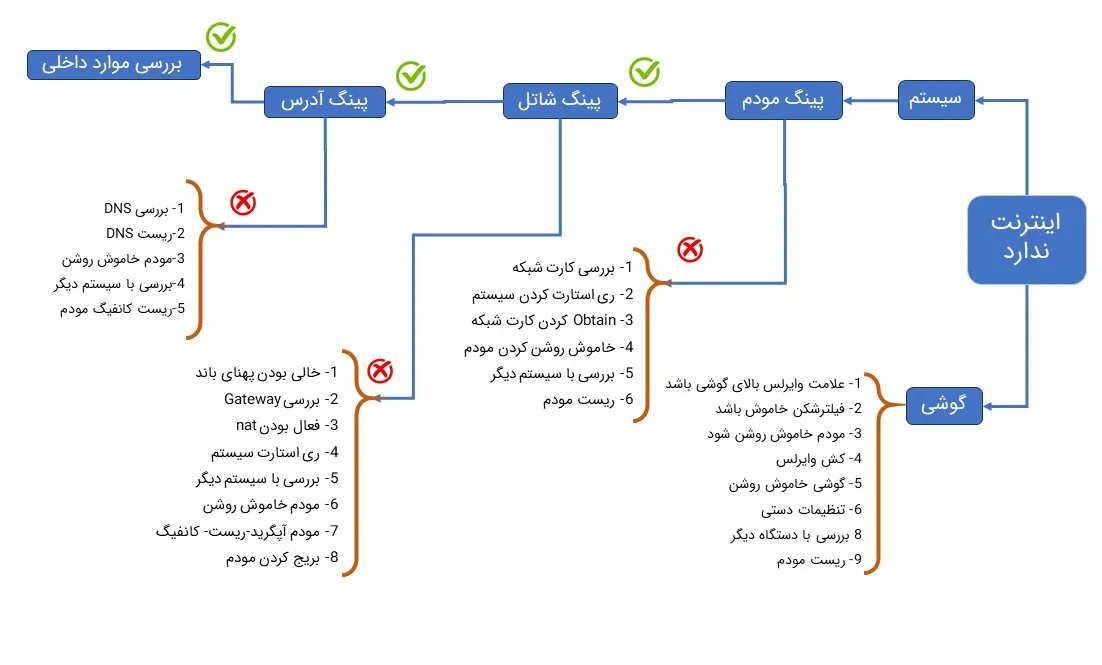 اینترنت
ندارد
سیستم
پینگ مودم
پینگ شاتل
پینگ آدرس
بررسی موارد داخلی
1- بررسی کارت شبکه
2- ری استارت کردن سیستم
3- Obtain کردن کارت شبکه
4- خاموش روشن کردن مودم
5- بررسی با سیستم دیگر
6- ریست مودم
1- خالی بودن پهنای باند
2- بررسی Gateway
3- فعال بودن nat
4- ری استارت سیستم
5- بررسی با سیستم دیگر
6- مودم خاموش روشن
7- مودم آپگرید-ریست- کانفیگ
8- بریج کردن مودم
1- بررسی DNS
2-ریست DNS
3-مودم خاموش روشن
4-بررسی با سیستم دیگر
5-ریست کانفیگ مودم
گوشی
1- علامت وایرلس بالای گوشی باشد
2- فیلترشکن خاموش باشد
3- مودم خاموش روشن شود
4- کش وایرلس
5- گوشی خاموش روشن
6- تنظیمات دستی
8 بررسی با دستگاه دیگر
9- ریست مودم